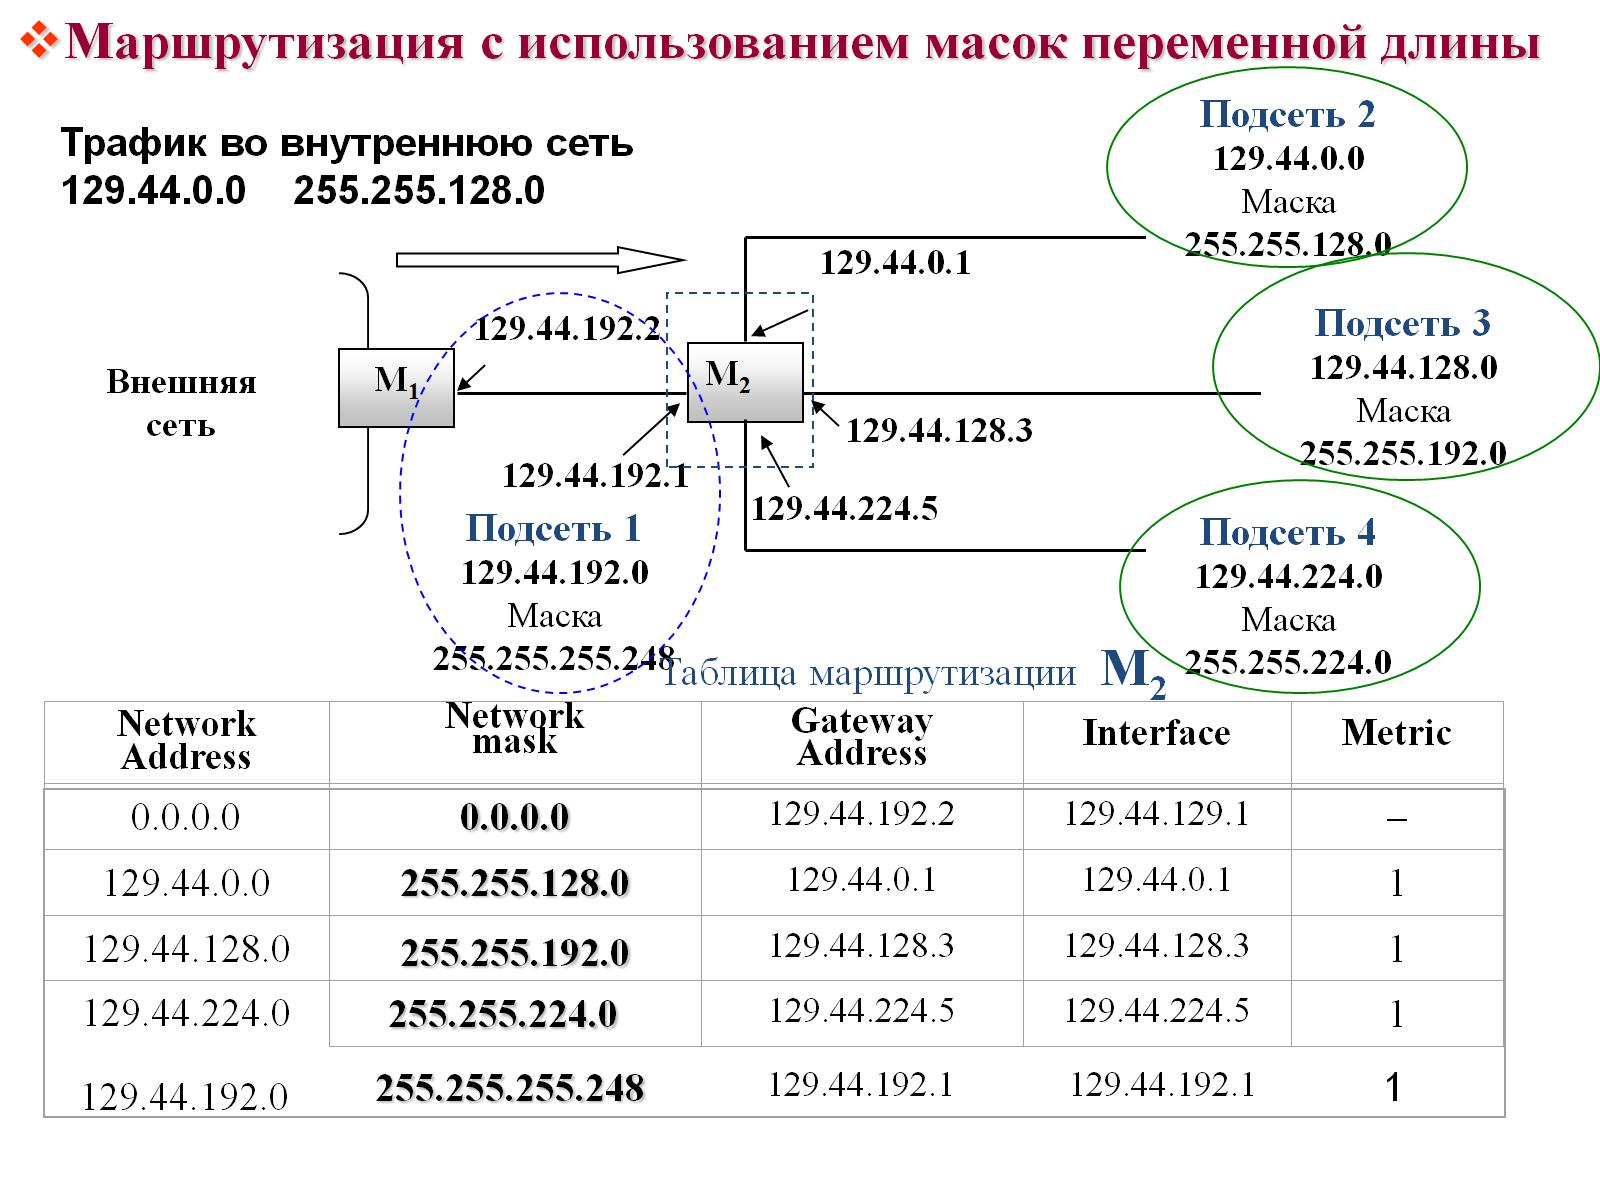 Маршрутизация с использованием масок переменной длины
Трафик во внутреннюю сеть
129.44.0.0 255.255.128.0
Подсеть 2
129.44.0.0
Маска
255.255.128.0
129.44.0.1
129.44.192.2
Подсеть 3
129.44.128.0
Маска
255.255.192.0
Внешняя
сеть
M1
M2
129.44.128.3
129.44.192.1
129.44.224.5
Подсеть 1
129.44.192.0
Маска
255.255.255.248
Подсеть 4
129.44.224.0
Маска
255.255.224.0
Таблица маршрутизации M2
Network Address Network mask Gateway Address Interface Metric
0.0.0.0 0.0.0.0 129.44.192.2 129.44.129.1 –
129.44.0.0 255.255.128.0 129.44.0.1 129.44.0.1 1
129.44.128.0 255.255.192.0 129.44.128.3 129.44.128.3 1
129.44.224.0 255.255.224.0 129.44.224.5 129.44.224.5 1
129.44.192.0 255.255.255.248 129.44.192.1 129.44.192.1 1